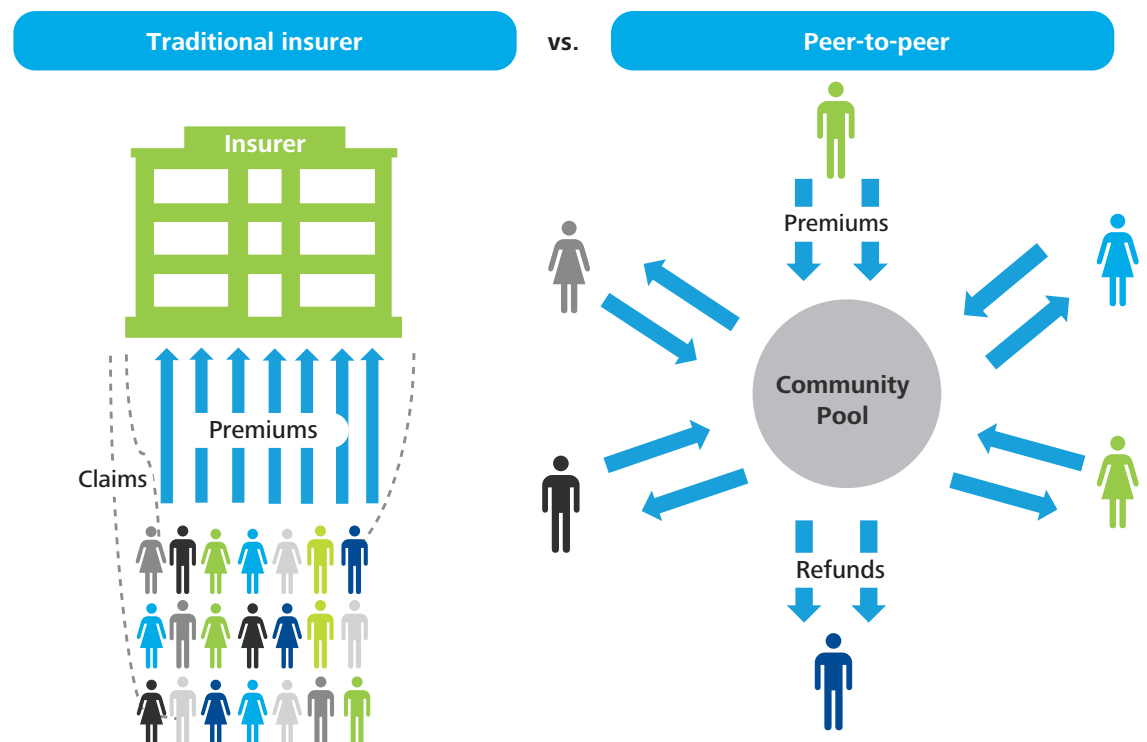 Traditional insurer
vs.
Peer-to-peer
Insurer
Premiums
Claims
Premiums
Community
Pool
Refunds